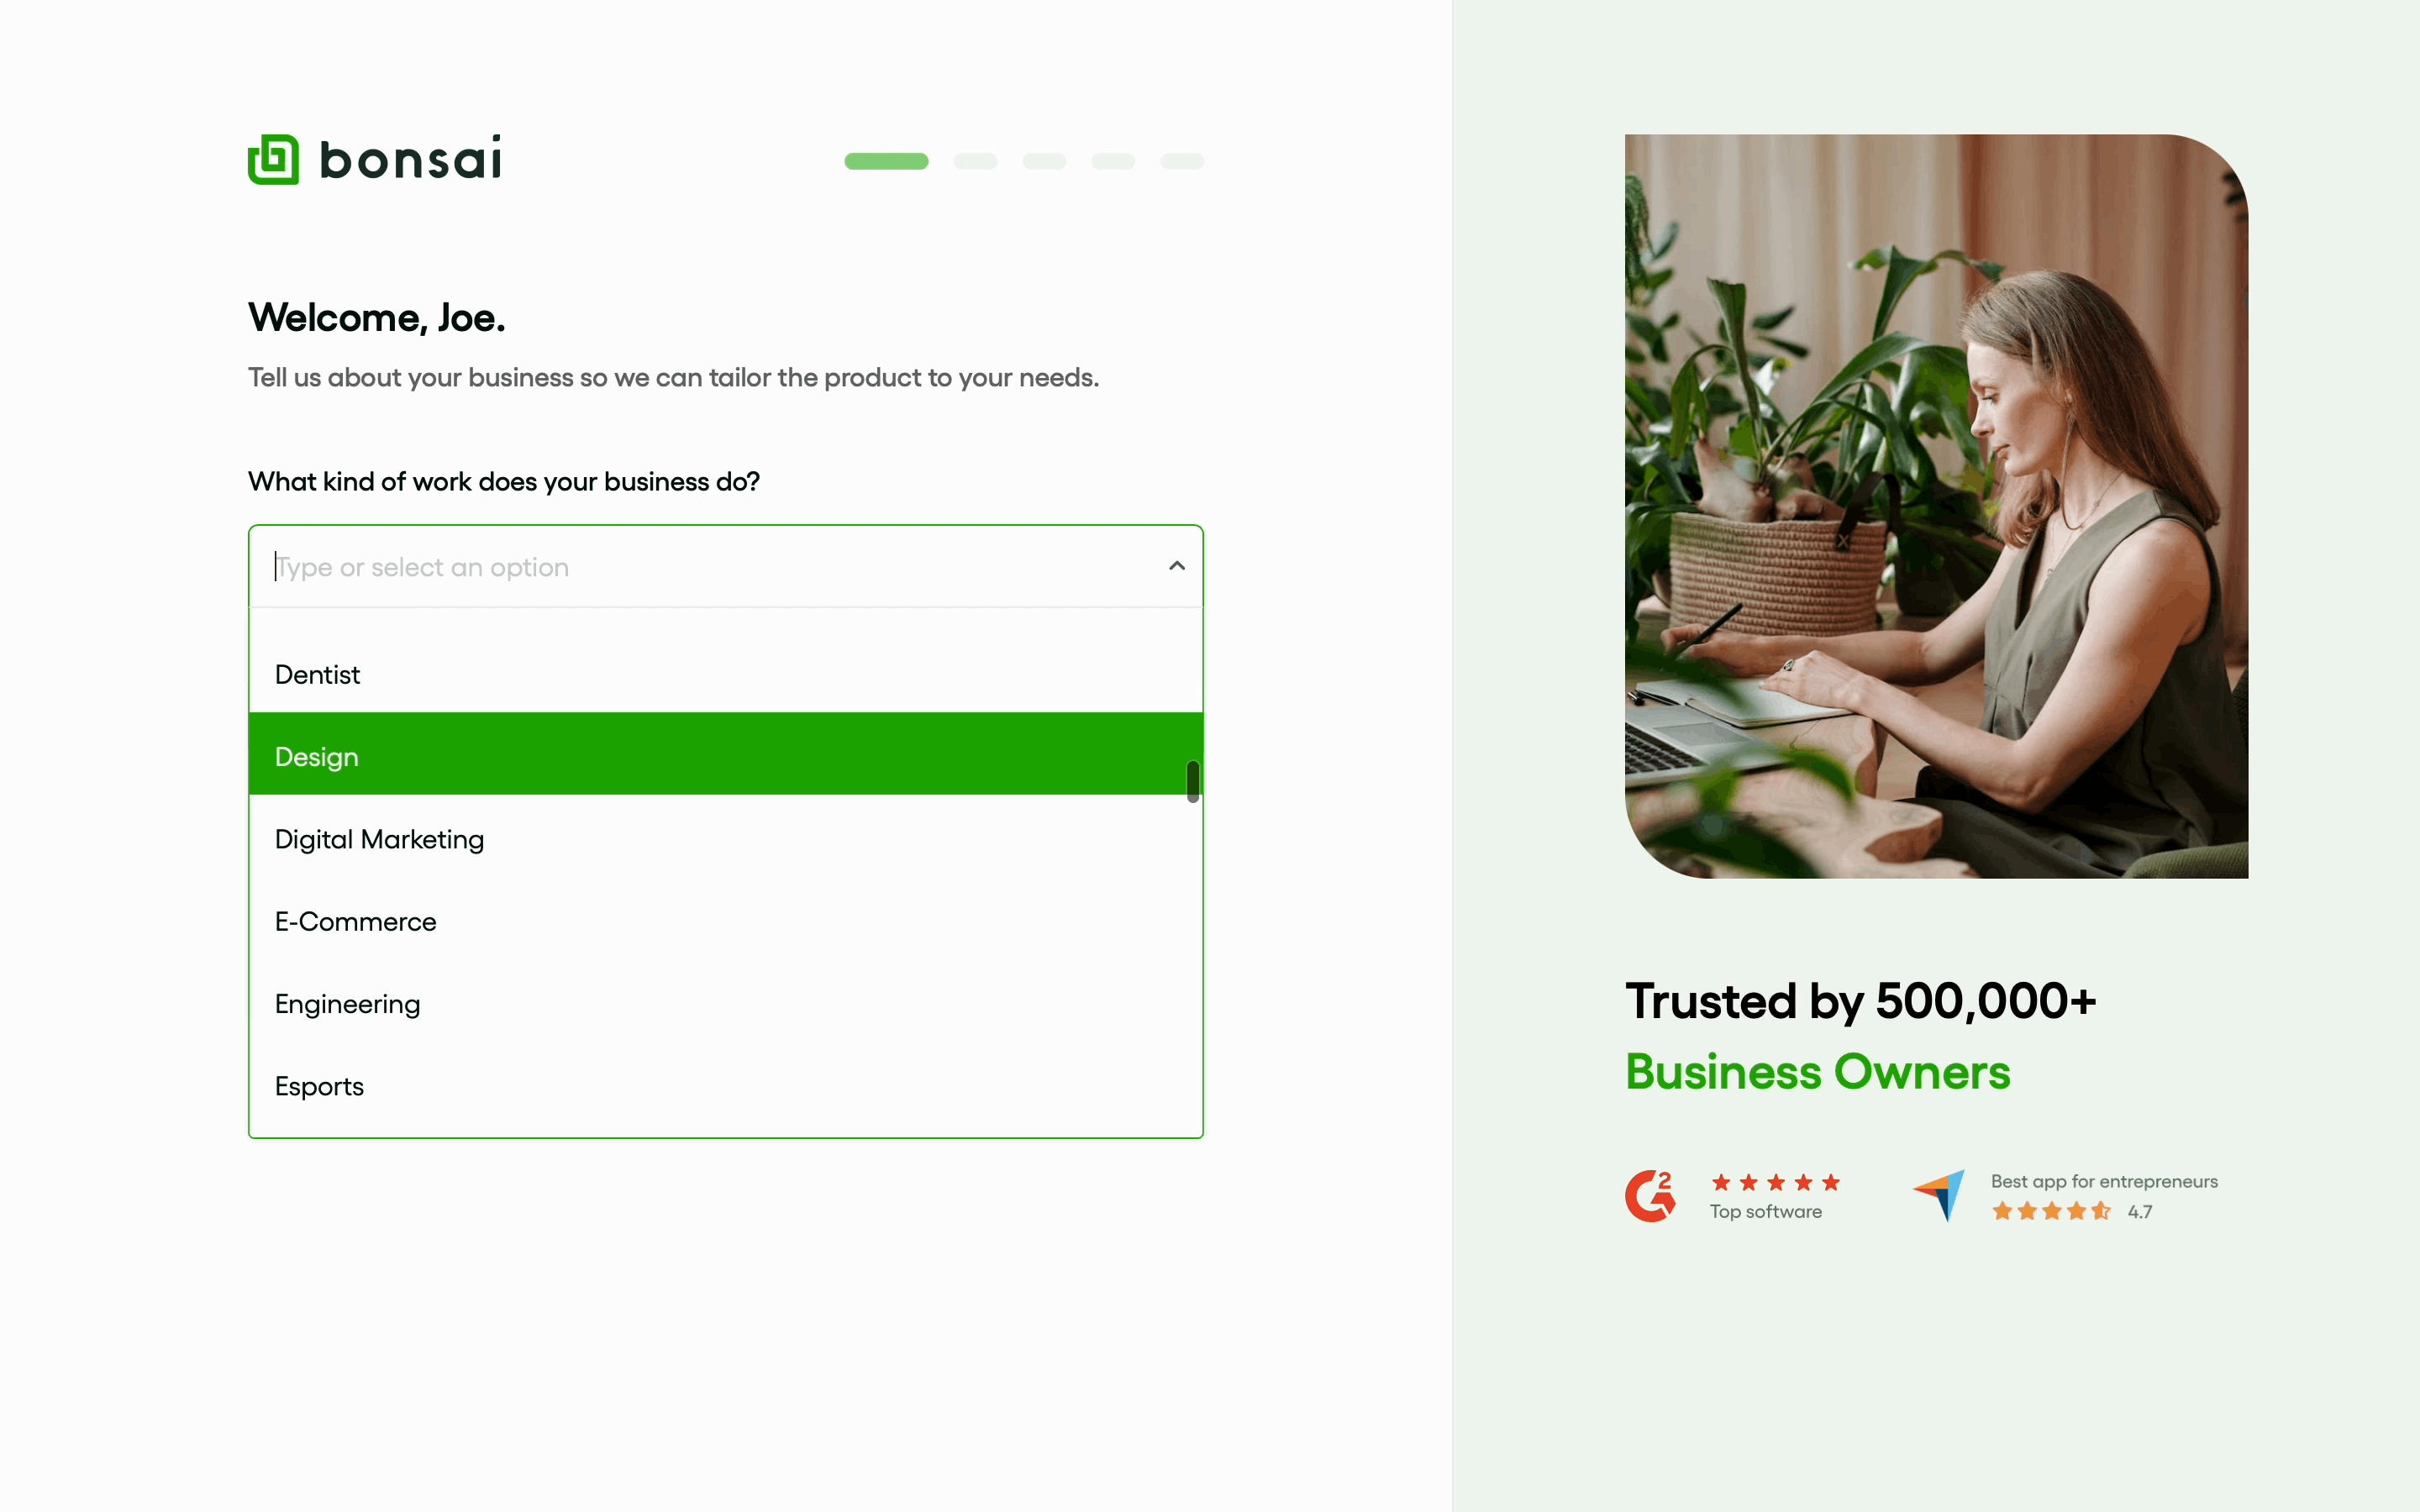 bonsai
Welcome, Joe.
Tell us about your business so we can tailor the product to your needs.
What kind of work does your business do?
Type or select an option
Dentist
Design
Digital Marketing
E-Commerce
Engineering
Esports
Trusted by 500,000+
Business Owners
G2
Top software
Best app for entrepreneurs
4.7